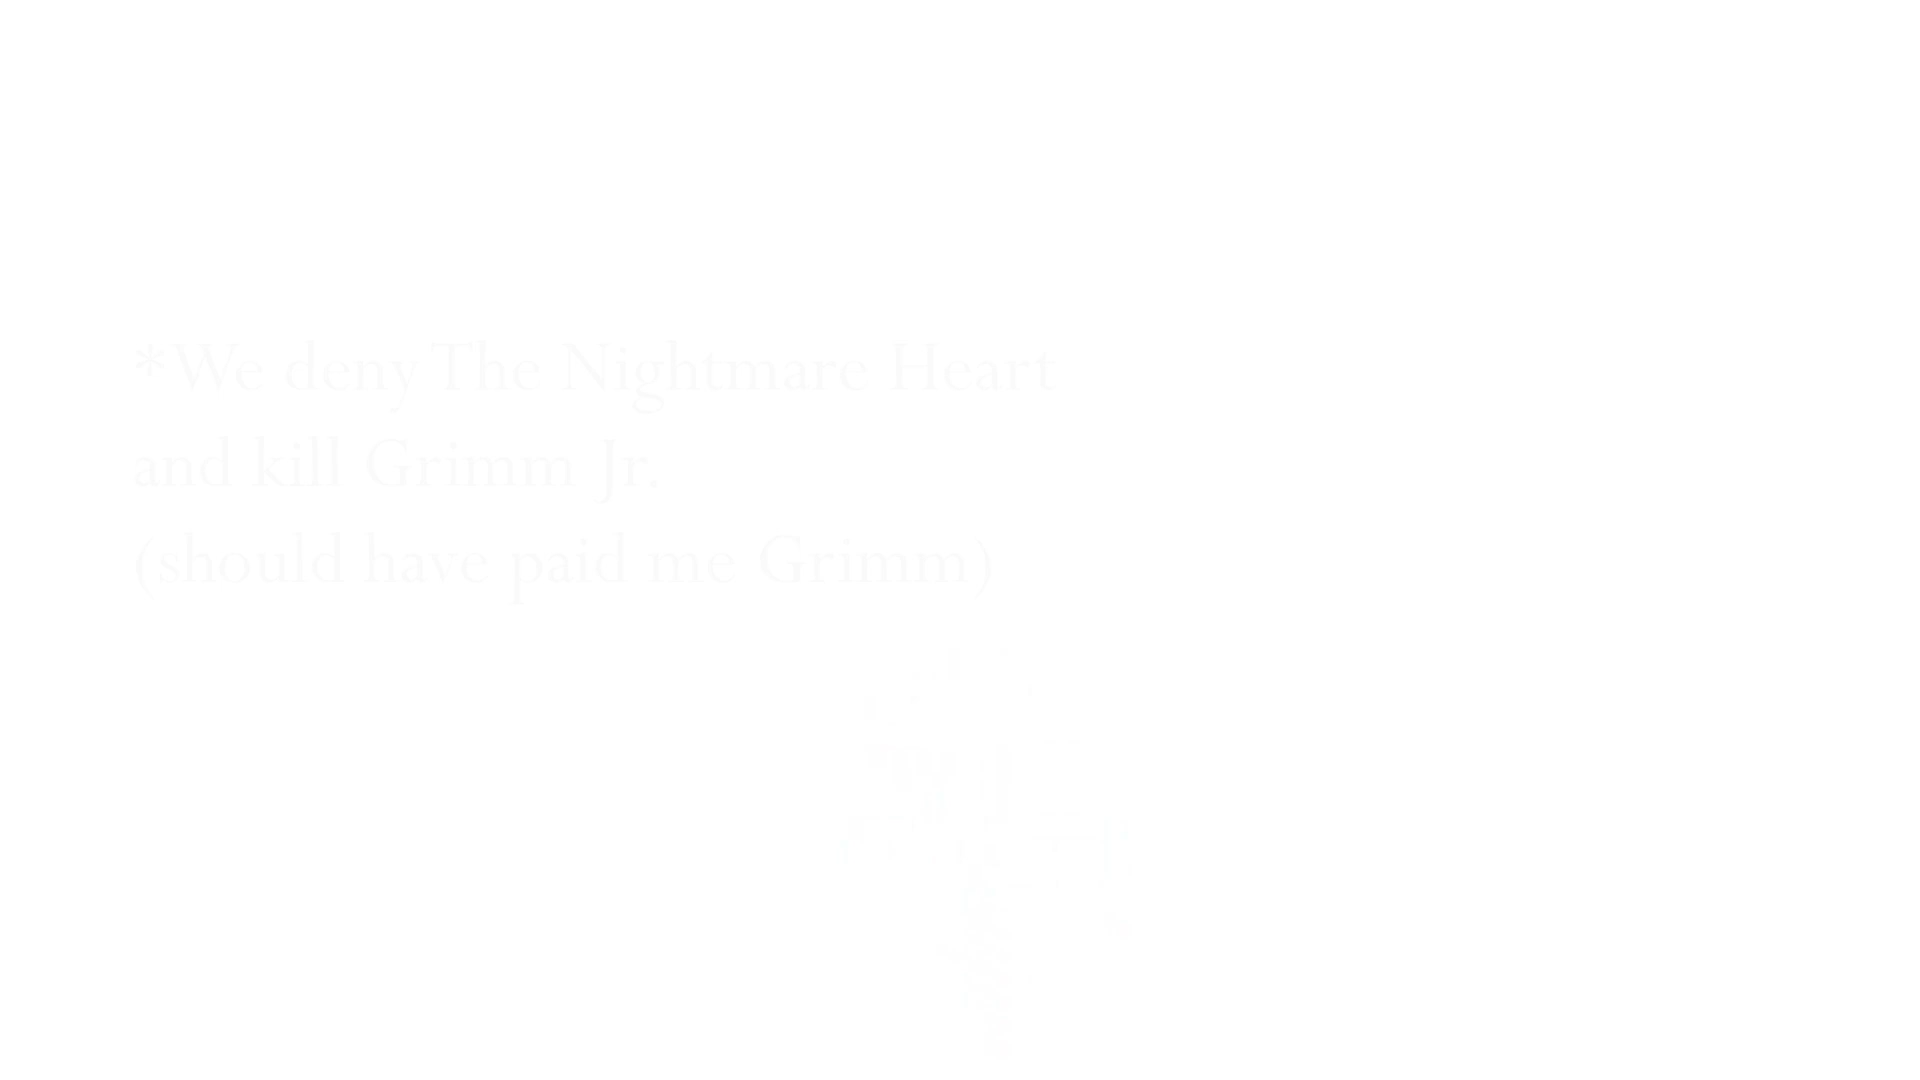 *We deny The Nightmare Heart
and kill Grimm Jr.
(should have paid me Grimm)